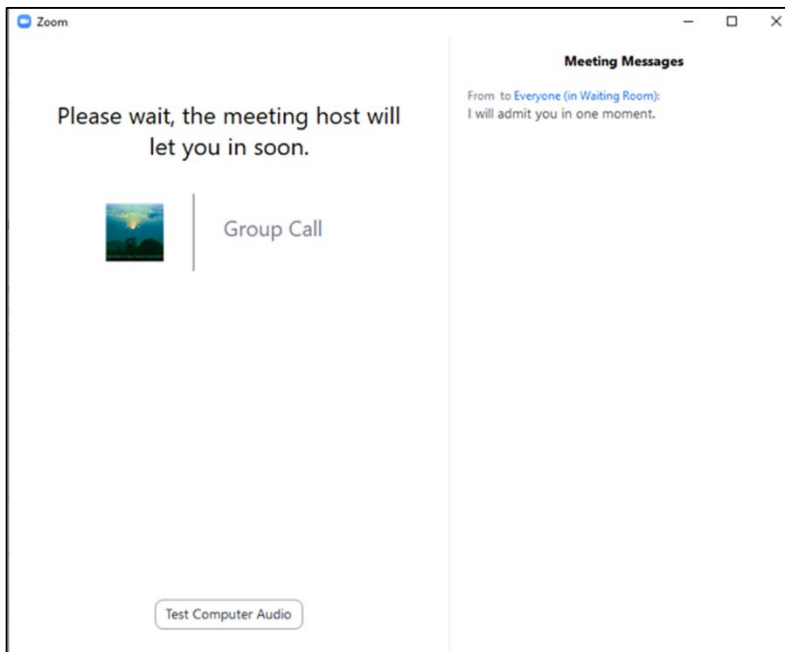 Zoom
Please wait, the meeting host will
let you in soon.
Group Call
Test Computer Audio
Meeting Messages
From to Everyone (in Waiting Room):
I will admit you in one moment.